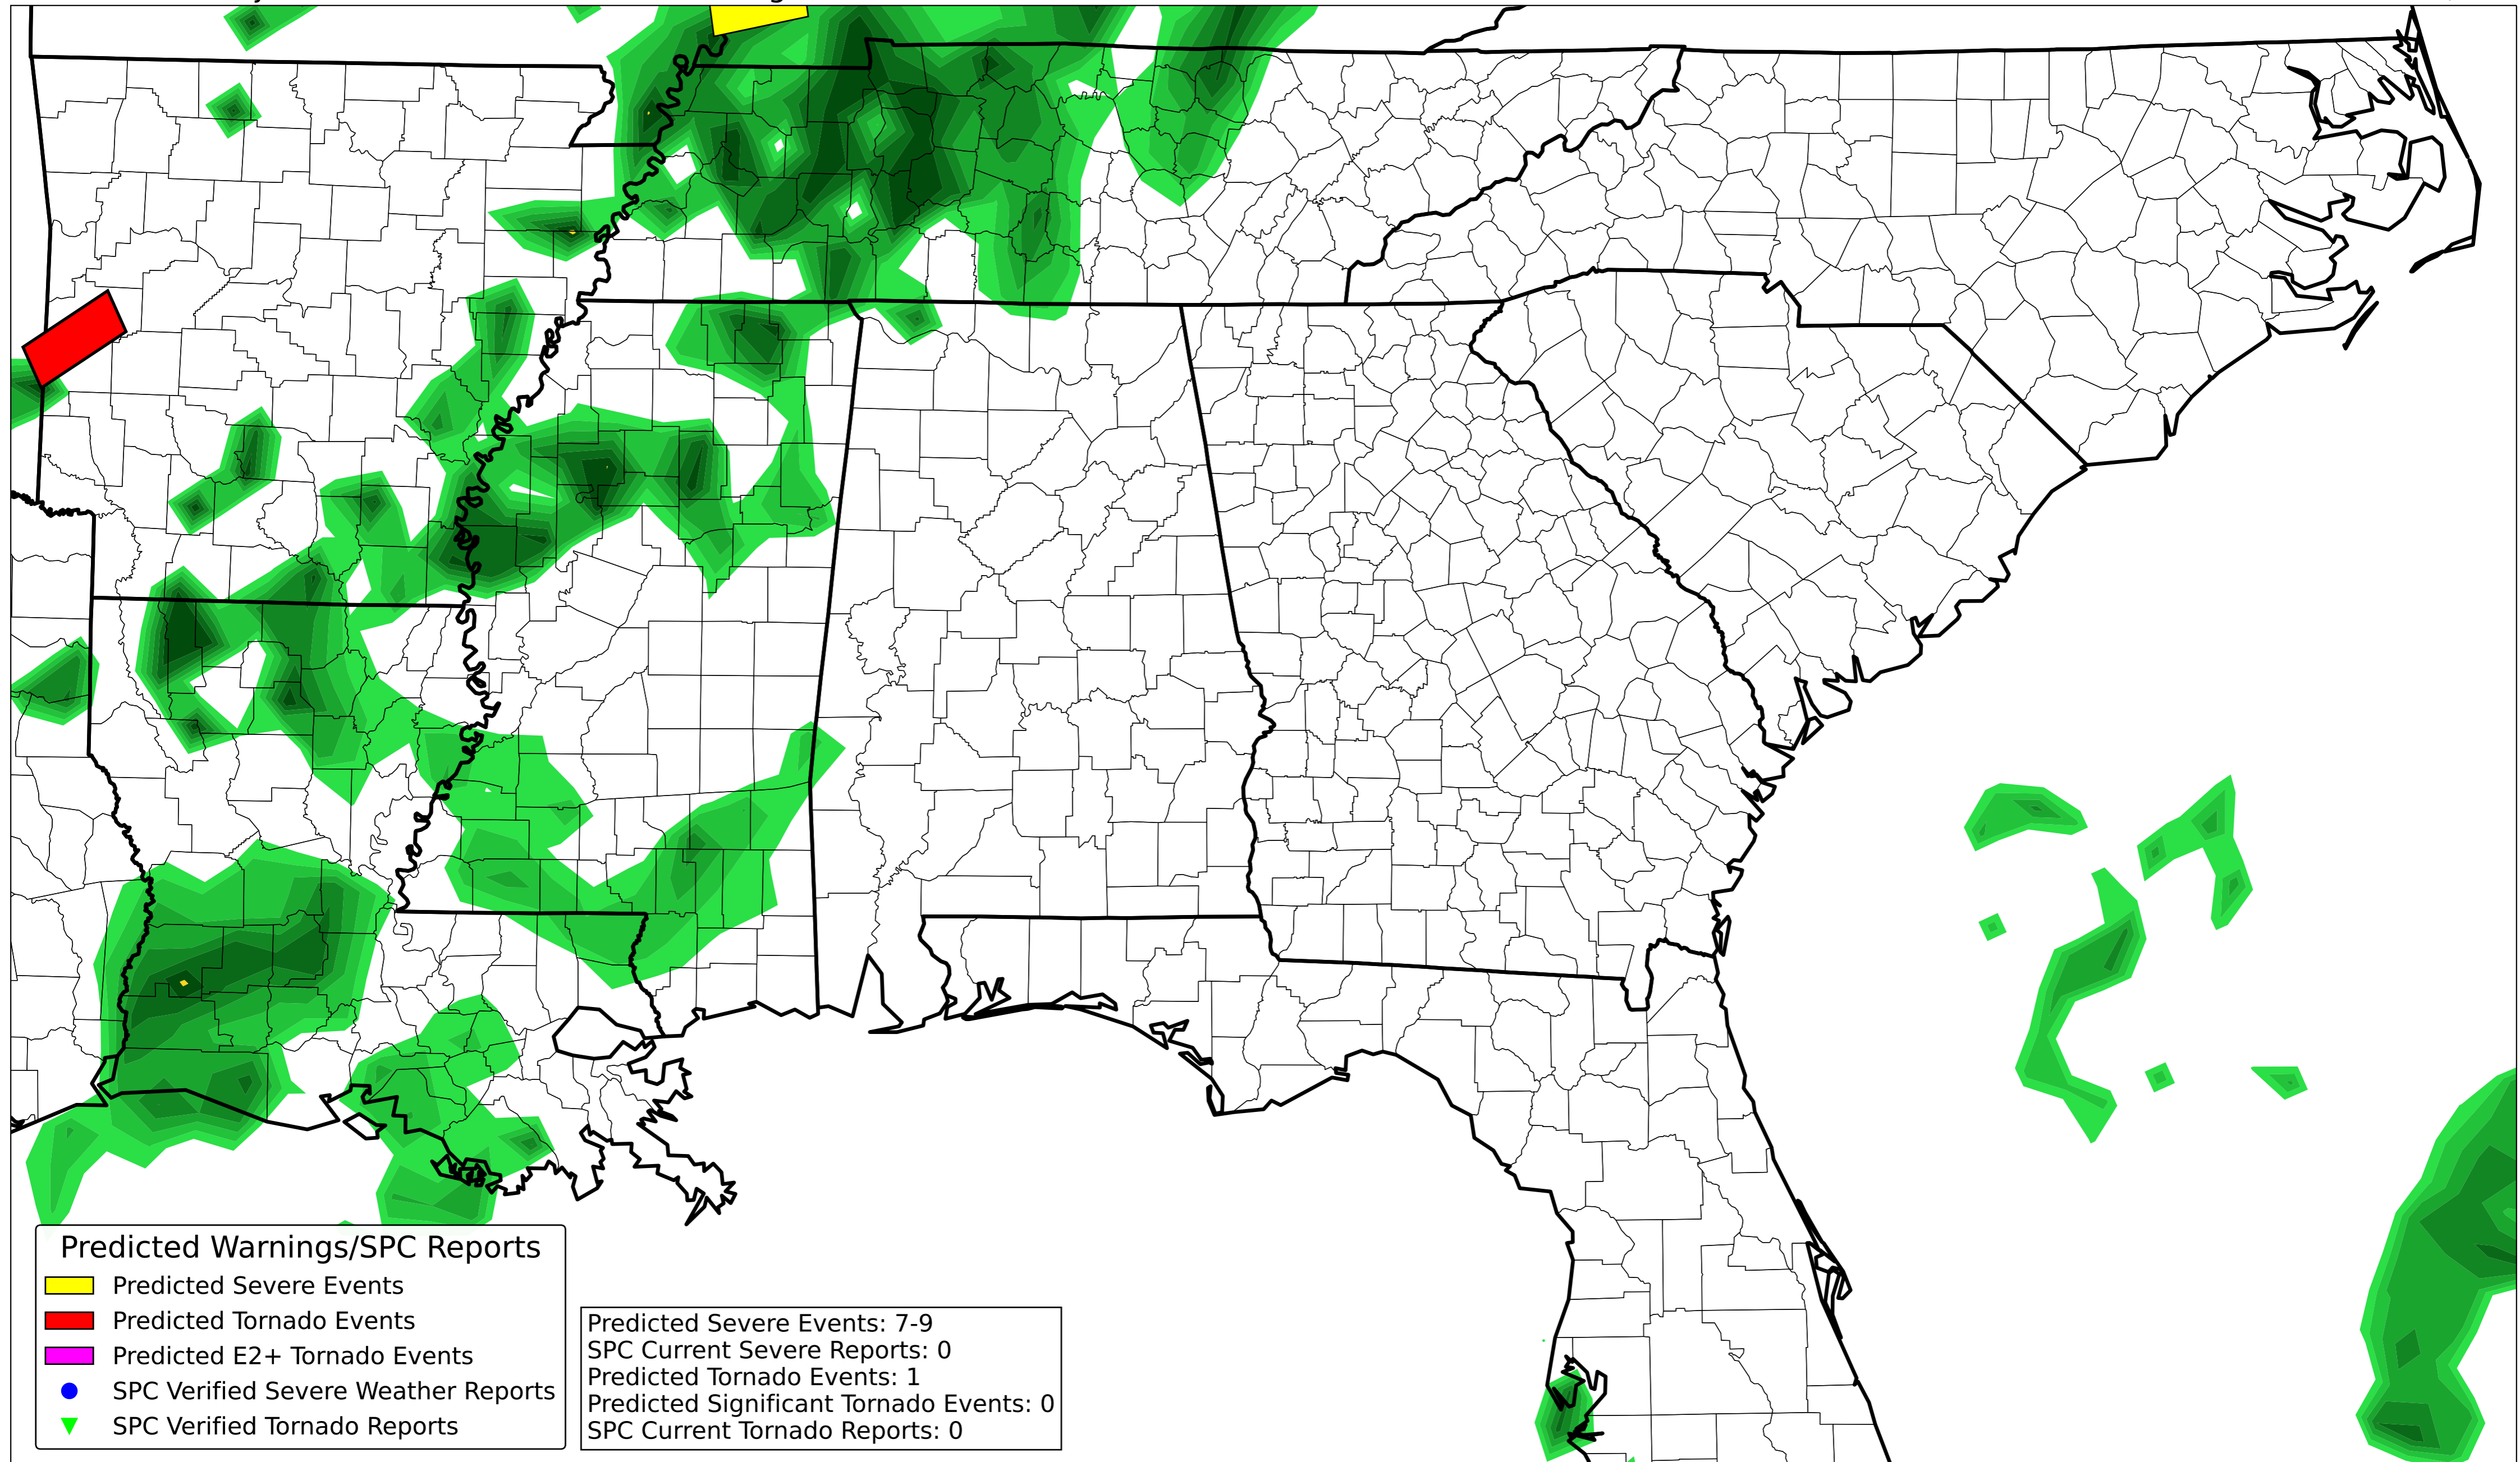 Predicted Warnings/SPC Reports
Predicted Severe Events
Predicted Tornado Events
Predicted E2+ Tornado Events
SPC Verified Severe Weather Reports
SPC Verified Tornado Reports
Predicted Severe Events: 7-9
SPC Current Severe Reports: 0
Predicted Tornado Events: 1
Predicted Significant Tornado Events: 0
SPC Current Tornado Reports: 0